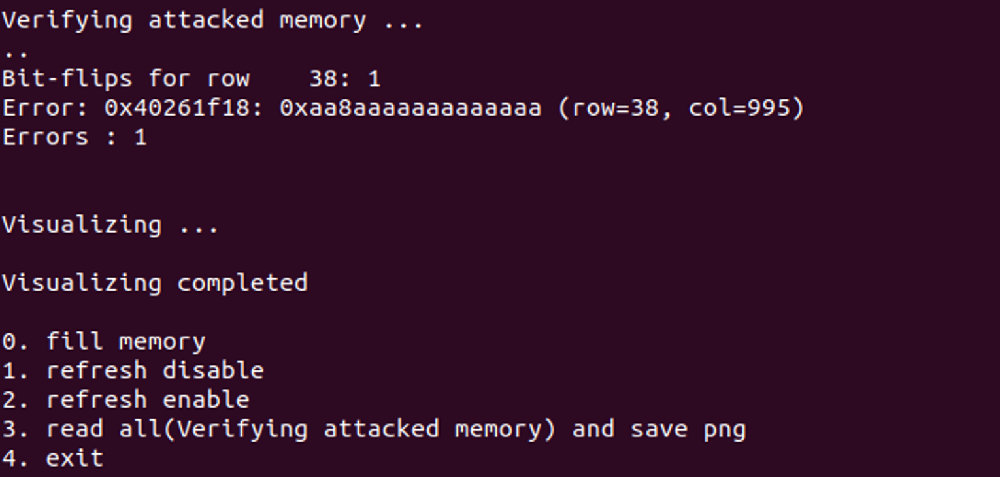 Verifying attacked memory ...
..
Bit-flips for row    38: 1
Error: 0x40261f18: 0xaa8aaaaaaaaaaaaa (row=38, col=995)
Errors : 1
Visualizing ...
Visualizing completed
0. fill memory
1. refresh disable
2. refresh enable
3. read all(Verifying attacked memory) and save png
4. exit